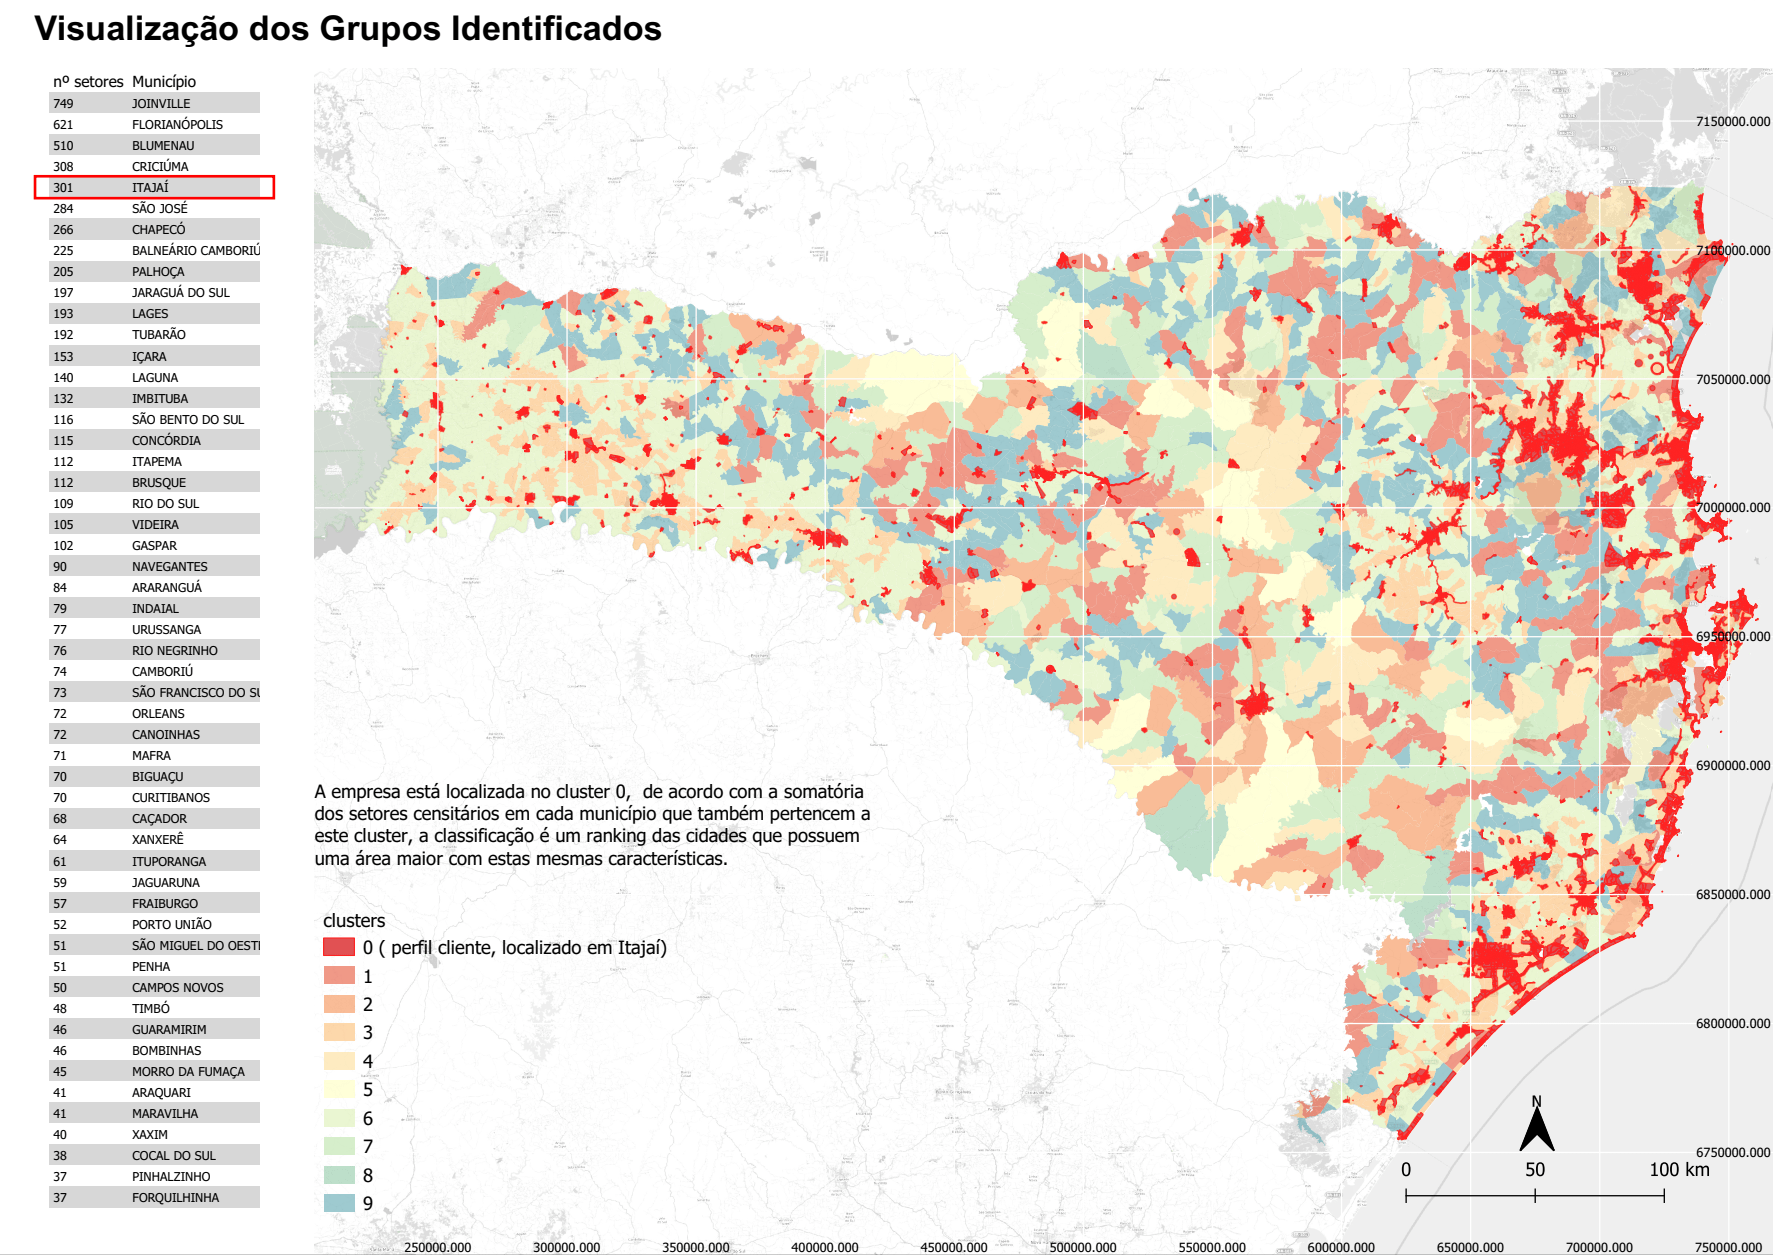 Visualização dos Grupos Identificados
nº setores Município
749 JOINVILLE
621 FLORIANÓPOLIS
510 BLUMENAU
308 CRICIÚMA
301 ITAJAÍ
284 SÃO JOSÉ
266 CHAPECÓ
225 BALNEÁRIO CAMBORIÚ
205 PALHOÇA
197 JARAGUÁ DO SUL
193 LAGES
192 TUBARÃO
153 IÇARA
140 LAGUNA
132 IMBITUBA
116 SÃO BENTO DO SUL
115 CONCÓRDIA
112 ITAPEMA
112 BRUSQUE
109 RIO DO SUL
105 VIDEIRA
102 GASPAR
90 NAVEGANTES
84 ARARANGUÁ
79 INDAIAL
77 URUSSANGA
76 RIO NEGRINHO
74 CAMBORIÚ
73 SÃO FRANCISCO DO SU
72 ORLEANS
72 CANOINHAS
71 MAFRA
70 BIGUAÇU
70 CURITIBANOS
68 CAÇADOR
64 XANXERÊ
61 ITUPORANGA
59 JAGUARUNA
57 FRAIBURGO
52 PORTO UNIÃO
51 SÃO MIGUEL DO OEST
51 PENHA
50 CAMPOS NOVOS
48 TIMBÓ
46 GUARAMIRIM
46 BOMBINHAS
45 MORRO DA FUMAÇA
41 ARAQUARI
41 MARAVILHA
40 XAXIM
38 COCAL DO SUL
37 PINHALZINHO
37 FORQUILHINHA
A empresa está localizada no cluster 0, de acordo com a somatória
dos setores censitários em cada município que também pertencem a
este cluster, a classificação é um ranking das cidades que possuem
uma área maior com estas mesmas características.
clusters
0 ( perfil cliente, localizado em Itajaí)
1
2
3
4
5
6
7
8
9
7150000.000
7100000.000
7050000.000
7000000.000
6950000.000
6900000.000
6850000.000
6800000.000
6750000.000
N
0 50 100 km
250000.000 300000.000 350000.000 400000.000 450000.000 500000.000 550000.000 600000.000 650000.000 700000.000 750000.000